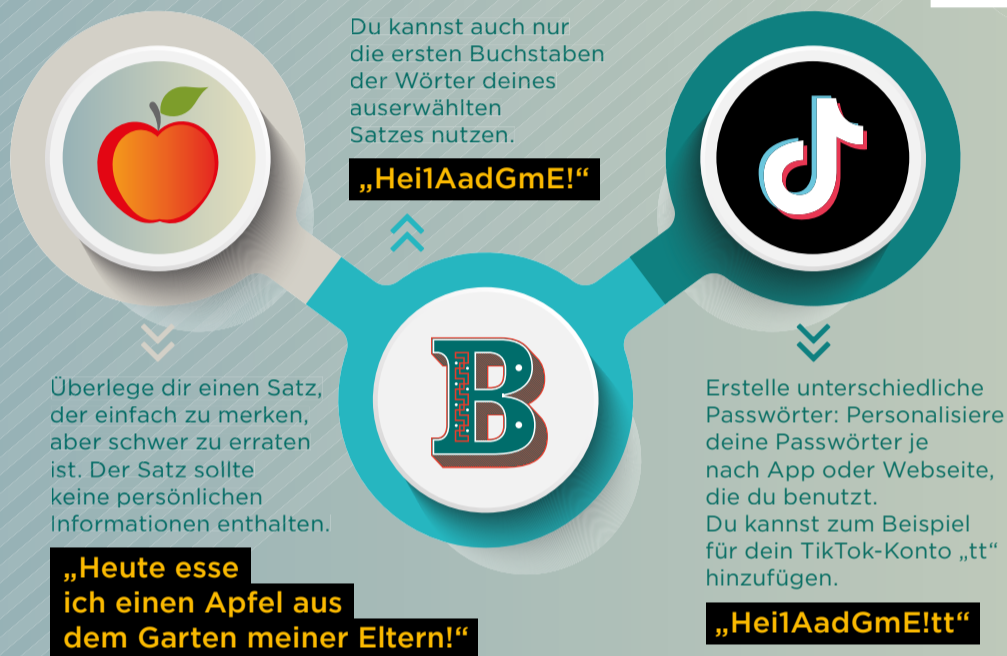 Überlege dir einen Satz,
der einfach zu merken,
aber schwer zu erraten
ist. Der Satz sollte
keine persönlichen
Informationen enthalten.
„Heute esse
ich einen Apfel aus
dem Garten meiner Eltern!“
Du kannst auch nur
die ersten Buchstaben
der Wörter deines
auserwählten
Satzes nutzen.
„Hei1AadGmE!“
B
Erstelle unterschiedliche
Passwörter: Personalisiere
deine Passwörter je
nach App oder Webseite,
die du benutzt.
Du kannst zum Beispiel
für dein TikTok-Konto „tt“
hinzufügen.
„Hei1AadGmE!tt“